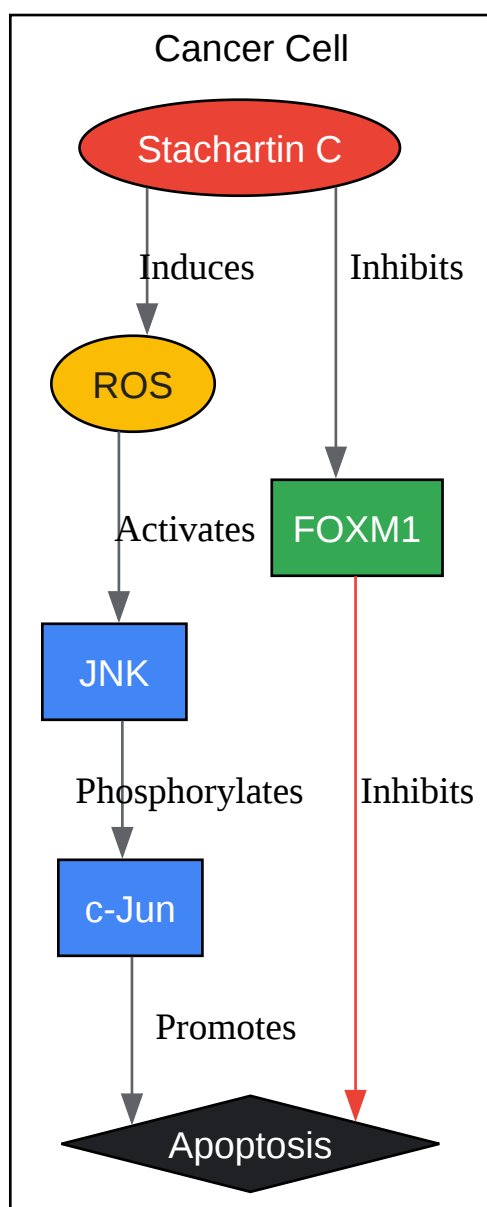 Cancer Cell
Stachartin C
Induces
Inhibits
ROS
Activates
FOXM1
JNK
Phosphorylates
Inhibits
c-Jun
Promotes
Apoptosis